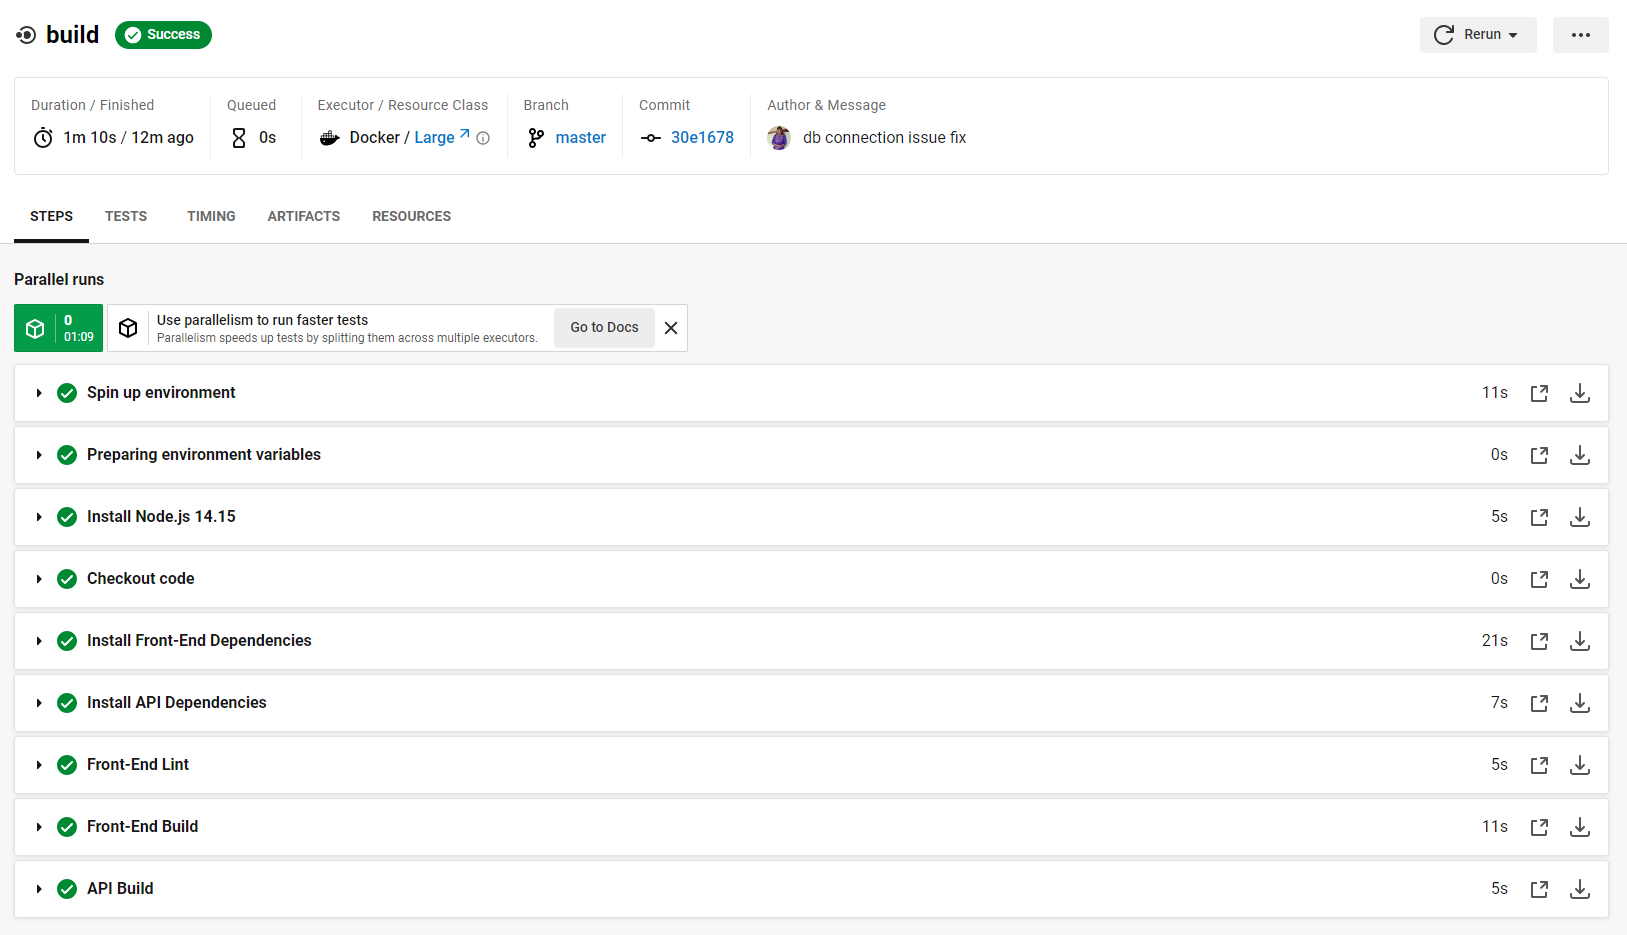 build
Success
Rerun
Duration / Finished
Queued
Executor / Resource Class
Branch
Commit
Author & Message
1m 10s / 12m ago
0s
Docker / Large
master
30e1678
db connection issue fix
STEPS
TESTS
TIMING
ARTIFACTS
RESOURCES
Parallel runs
0
01:09
Use parallelism to run faster tests
Parallelism speeds up tests by splitting them across multiple executors.
Go to Docs
Spin up environment 11s
Preparing environment variables 0s
Install Node.js 14.15 5s
Checkout code 0s
Install Front-End Dependencies 21s
Install API Dependencies 7s
Front-End Lint 5s
Front-End Build 11s
API Build 5s